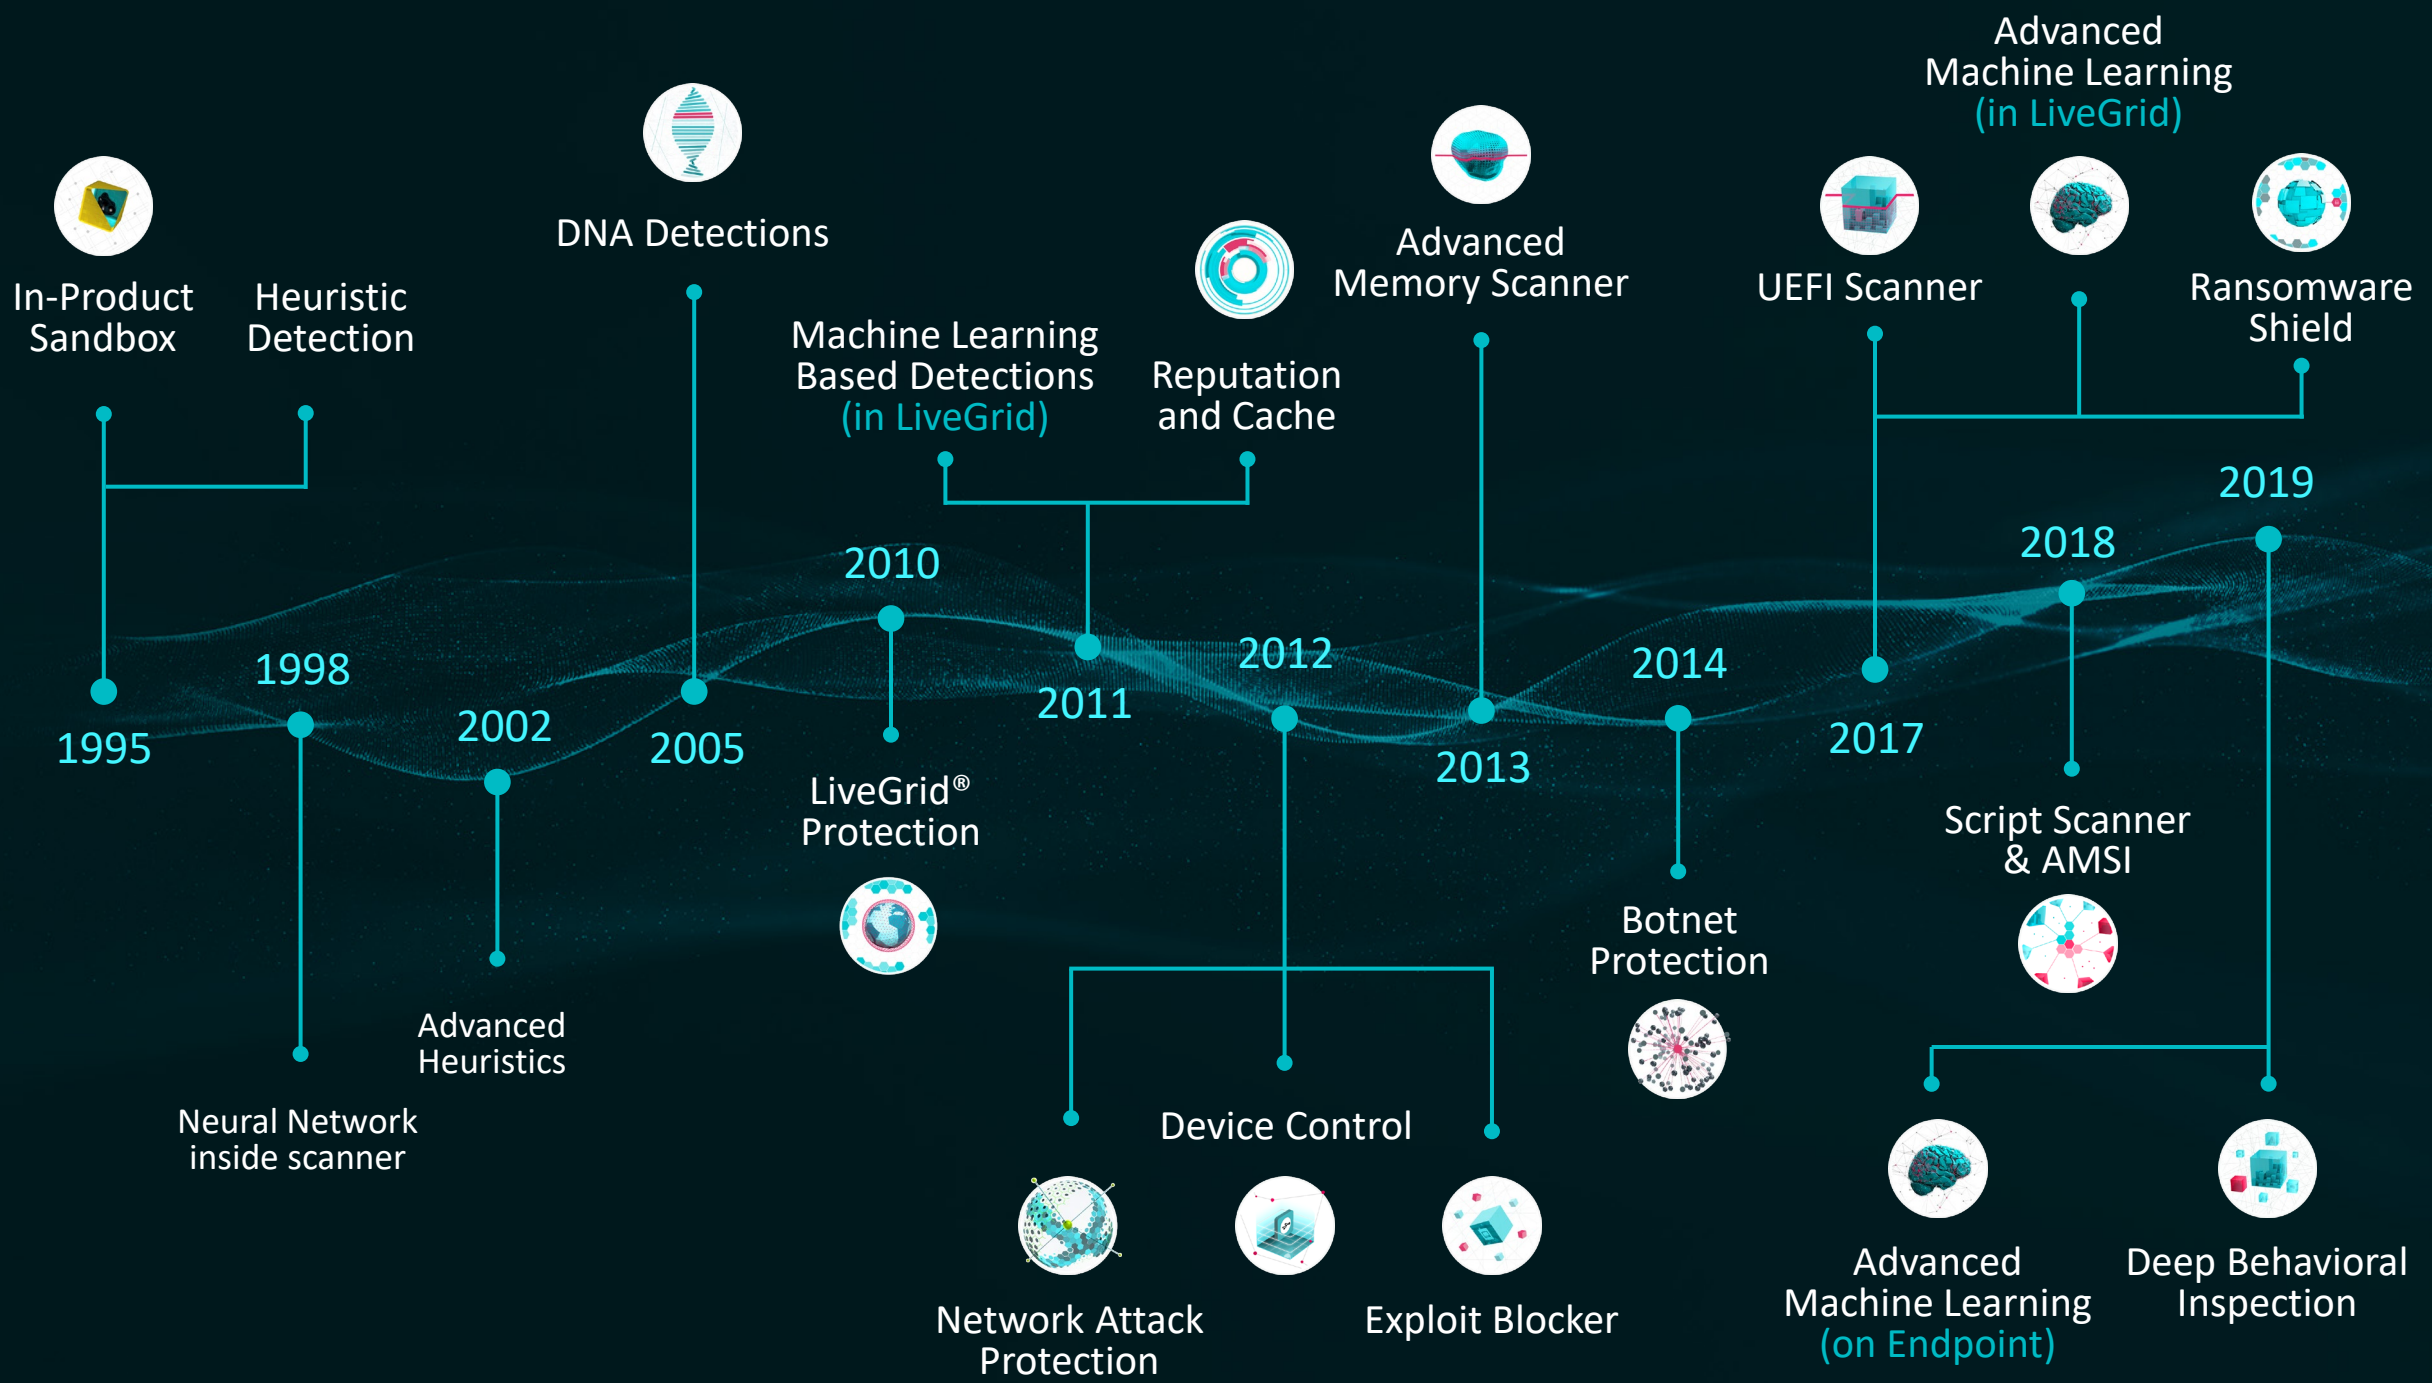 In-Product
Sandbox
Heuristic
Detection
1995
1998
Neural Network
inside scanner
2002
Advanced
Heuristics
DNA Detections
2005
2010
LiveGrid®
Protection
Machine Learning
Based Detections
(in LiveGrid)
Reputation
and Cache
2011
2012
Network Attack
Protection
Device Control
Exploit Blocker
Advanced
Memory Scanner
2013
2014
Botnet
Protection
UEFI Scanner
Advanced
Machine Learning
(in LiveGrid)
Ransomware
Shield
2017
2018
Script Scanner
& AMSI
2019
Advanced
Machine Learning
(on Endpoint)
Deep Behavioral
Inspection